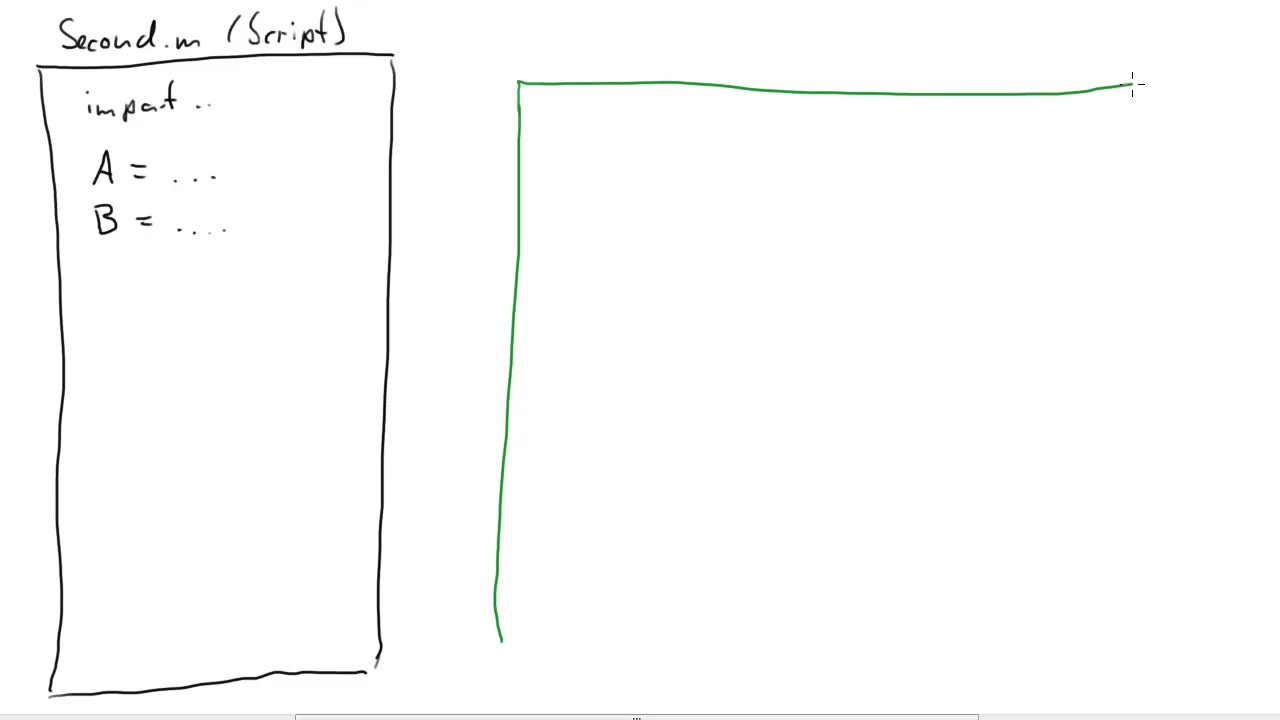 Second.m (Script)
import ..
A = ...
B = ....